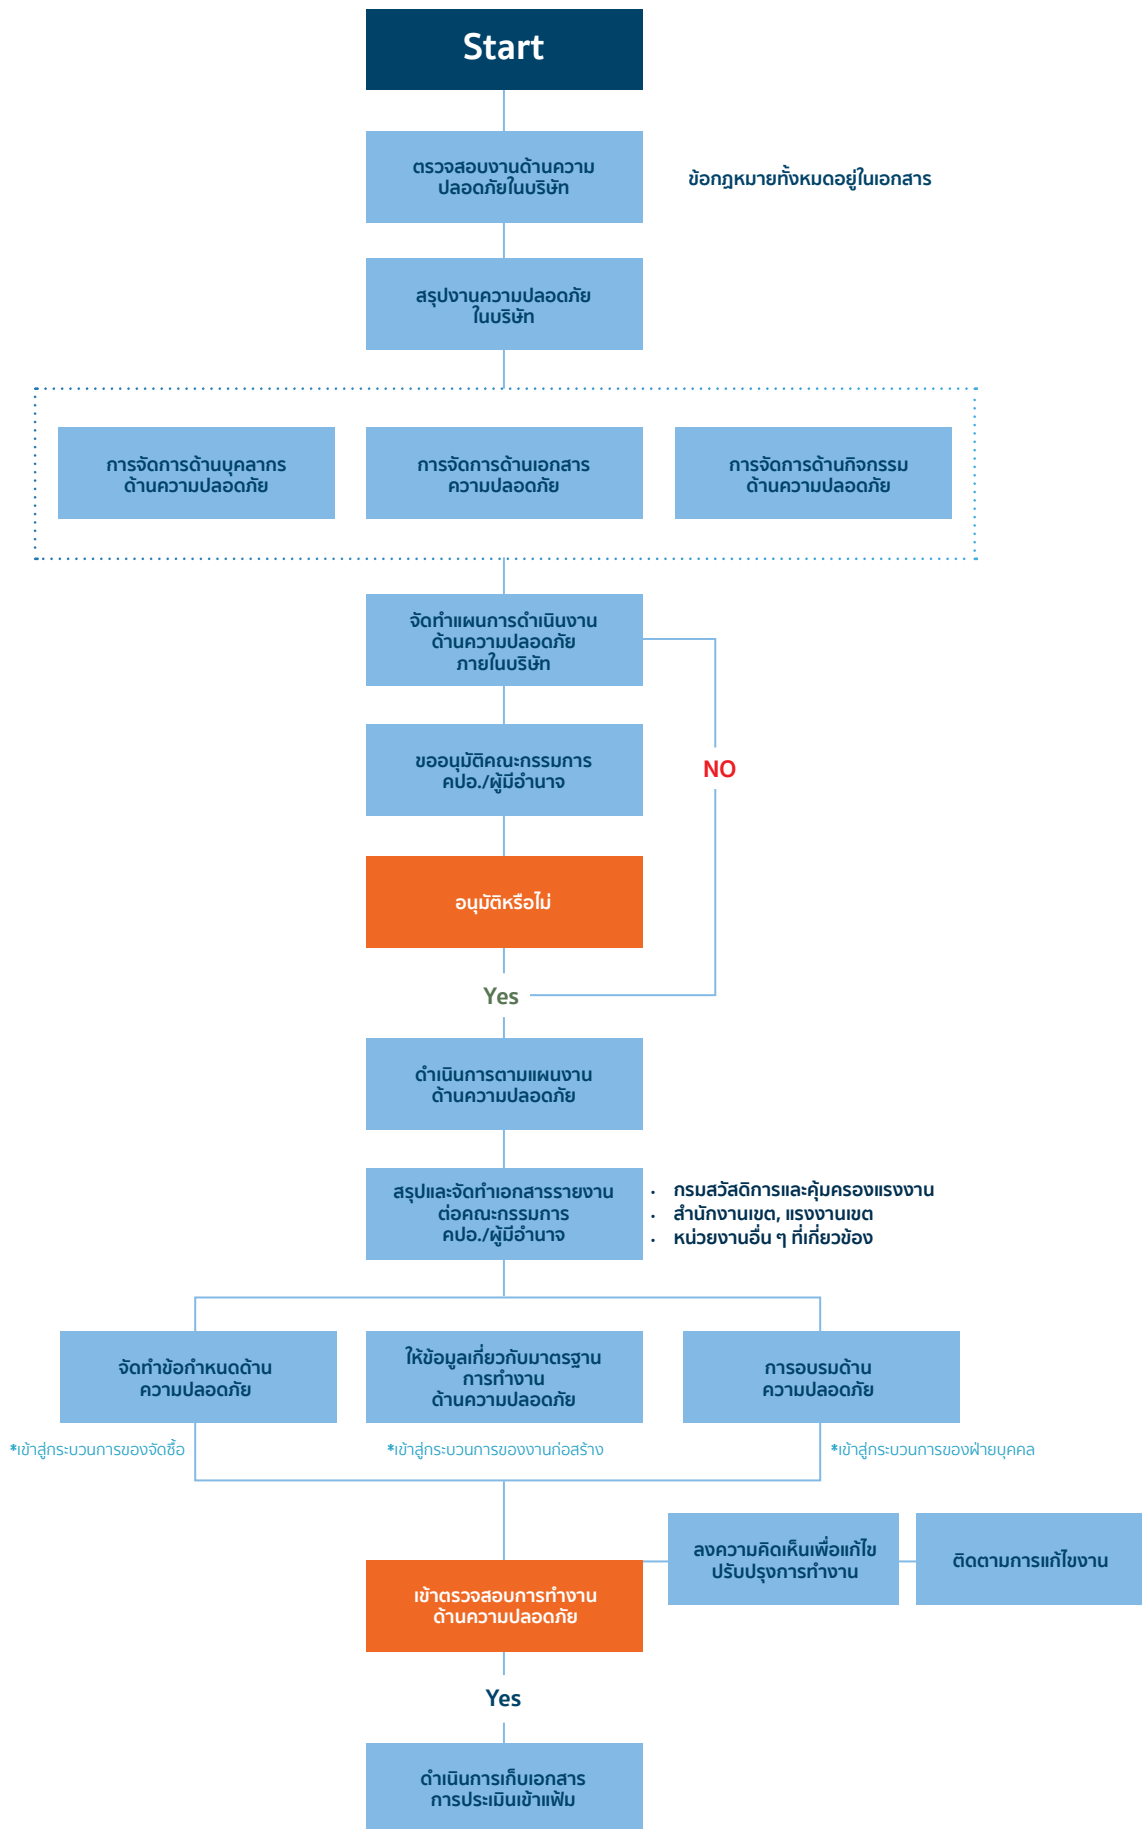 Start
ตรวจสอบงานด้านความ
ปลอดภัยในบริษัท
ข้อกฎหมายทั้งหมดอยู่ในเอกสาร
สรุปงานความปลอดภัย
ในบริษัท
การจัดการด้านบุคลากร
ด้านความปลอดภัย
การจัดการด้านเอกสาร
ความปลอดภัย
การจัดการด้านกิจกรรม
ด้านความปลอดภัย
จัดทำแผนการดำเนินงาน
ด้านความปลอดภัย
ภายในบริษัท
ขออนุมัติคณะกรรมการ
คปอ./ผู้มีอำนาจ
NO
อนุมัติหรือไม่
Yes
ดำเนินการตามแผนงาน
ด้านความปลอดภัย
สรุปและจัดทำเอกสารรายงาน
ต่อคณะกรรมการ
คปอ./ผู้มีอำนาจ
• กรมสวัสดิการและคุ้มครองแรงงาน
• สำนักงานเขต, แรงงานเขต
• หน่วยงานอื่น ๆ ที่เกี่ยวข้อง
จัดทำข้อกำหนดด้าน
ความปลอดภัย
ให้ข้อมูลเกี่ยวกับมาตรฐาน
การทำงาน
ด้านความปลอดภัย
การอบรมด้าน
ความปลอดภัย
*เข้าสู่กระบวนการของจัดซื้อ
*เข้าสู่กระบวนการของงานก่อสร้าง
*เข้าสู่กระบวนการของฝ่ายบุคคล
ลงความคิดเห็นเพื่อแก้ไข
ปรับปรุงการทำงาน
ติดตามการแก้ไขงาน
เข้าตรวจสอบการทำงาน
ด้านความปลอดภัย
Yes
ดำเนินการเก็บเอกสาร
การประเมินเข้าแฟ้ม